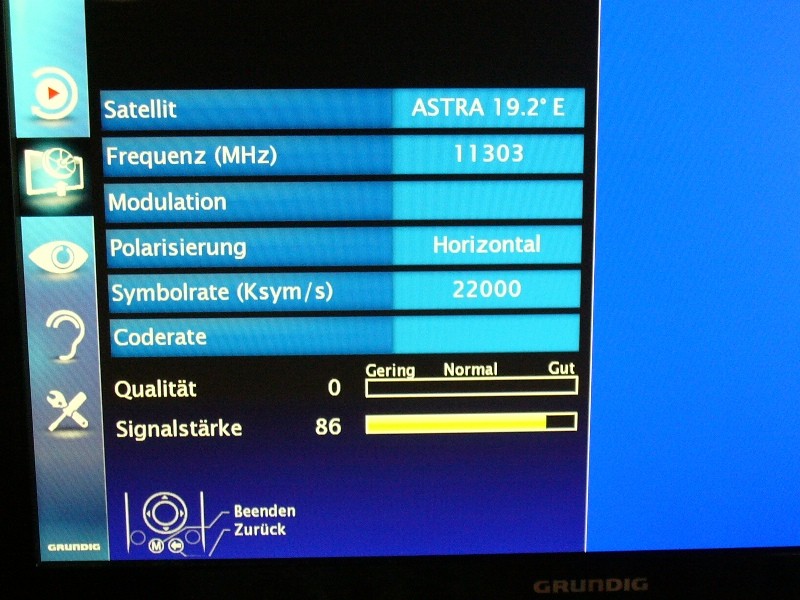 Satellit ASTRA 19.2° E
Frequenz (MHz) 11303
Modulation
Polarisierung Horizontal
Symbolrate (Ksym/s) 22000
Coderate
Gering Normal Gut
Qualität 0
Signalstärke 86
Beenden
Zurück
M
GRUNDIG
GRUNDIG